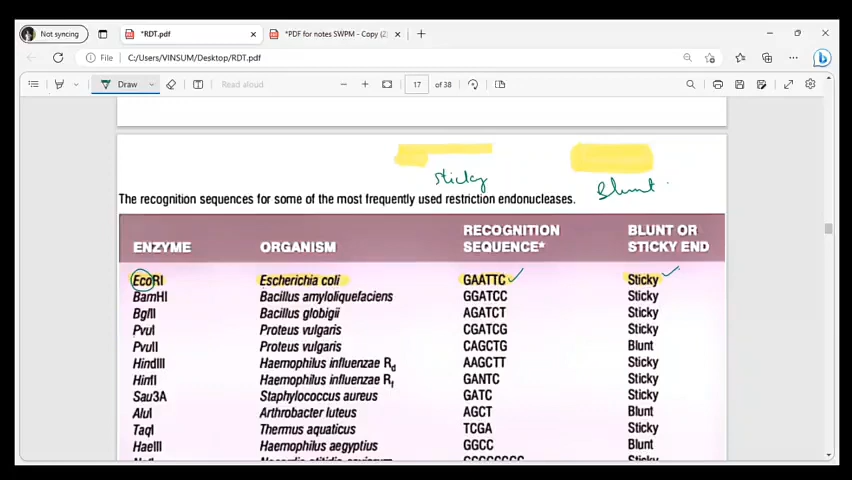 Not syncing
*RDT.pdf
*PDF for notes SWPM - Copy (2)
File
C:/Users/VINSUM/Desktop/RDT.pdf
Draw
Read aloud
17
of 38
sticky
Blunt
The recognition sequences for some of the most frequently used restriction endonucleases.
ENZYME ORGANISM RECOGNITION SEQUENCE* BLUNT OR STICKY END
EcoRI Escherichia coli GAATTC Sticky
BamHI Bacillus amyloliquefaciens GGATCC Sticky
BglII Bacillus globigii AGATCT Sticky
PvuI Proteus vulgaris CGATCG Sticky
PvuII Proteus vulgaris CAGCTG Blunt
HindIII Haemophilus influenzae Rd AAGCTT Sticky
HinfI Haemophilus influenzae Rf GANTC Sticky
Sau3A Staphylococcus aureus GATC Sticky
AluI Arthrobacter luteus AGCT Blunt
TaqI Thermus aquaticus TCGA Sticky
HaeIII Haemophilus aegyptius GGCC Blunt
Sticky